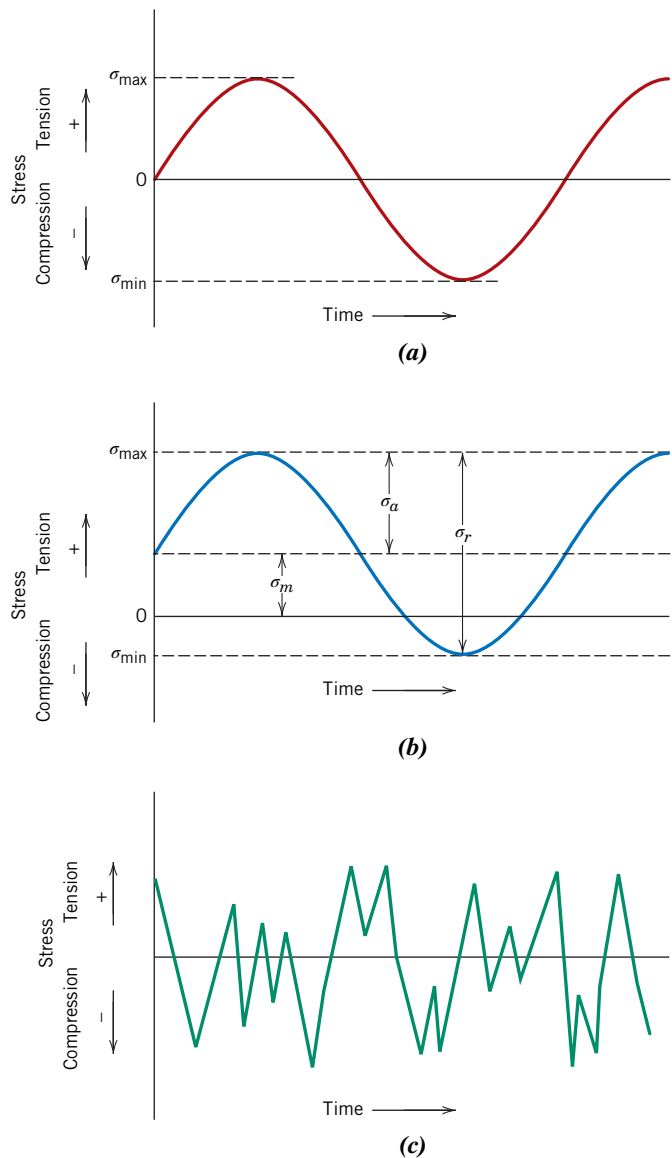 σmax
Stress
Tension
+
0
Compression
−
σmin
Time
(a)
σmax
σa
σr
Stress
Tension
+
σm
0
Compression
−
σmin
Time
(b)
Stress
Tension
+
Compression
−
Time
(c)